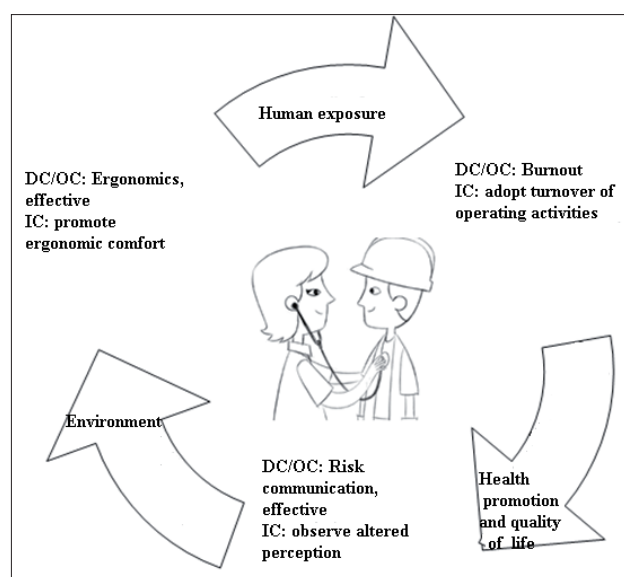 Human exposure
DC/OC: Ergonomics,
effective
IC: promote
ergonomic comfort
DC/OC: Burnout
IC: adopt turnover of
operating activities
Environment
DC/OC: Risk
communication,
effective
IC: observe altered
perception
Health
promotion
and quality
of life